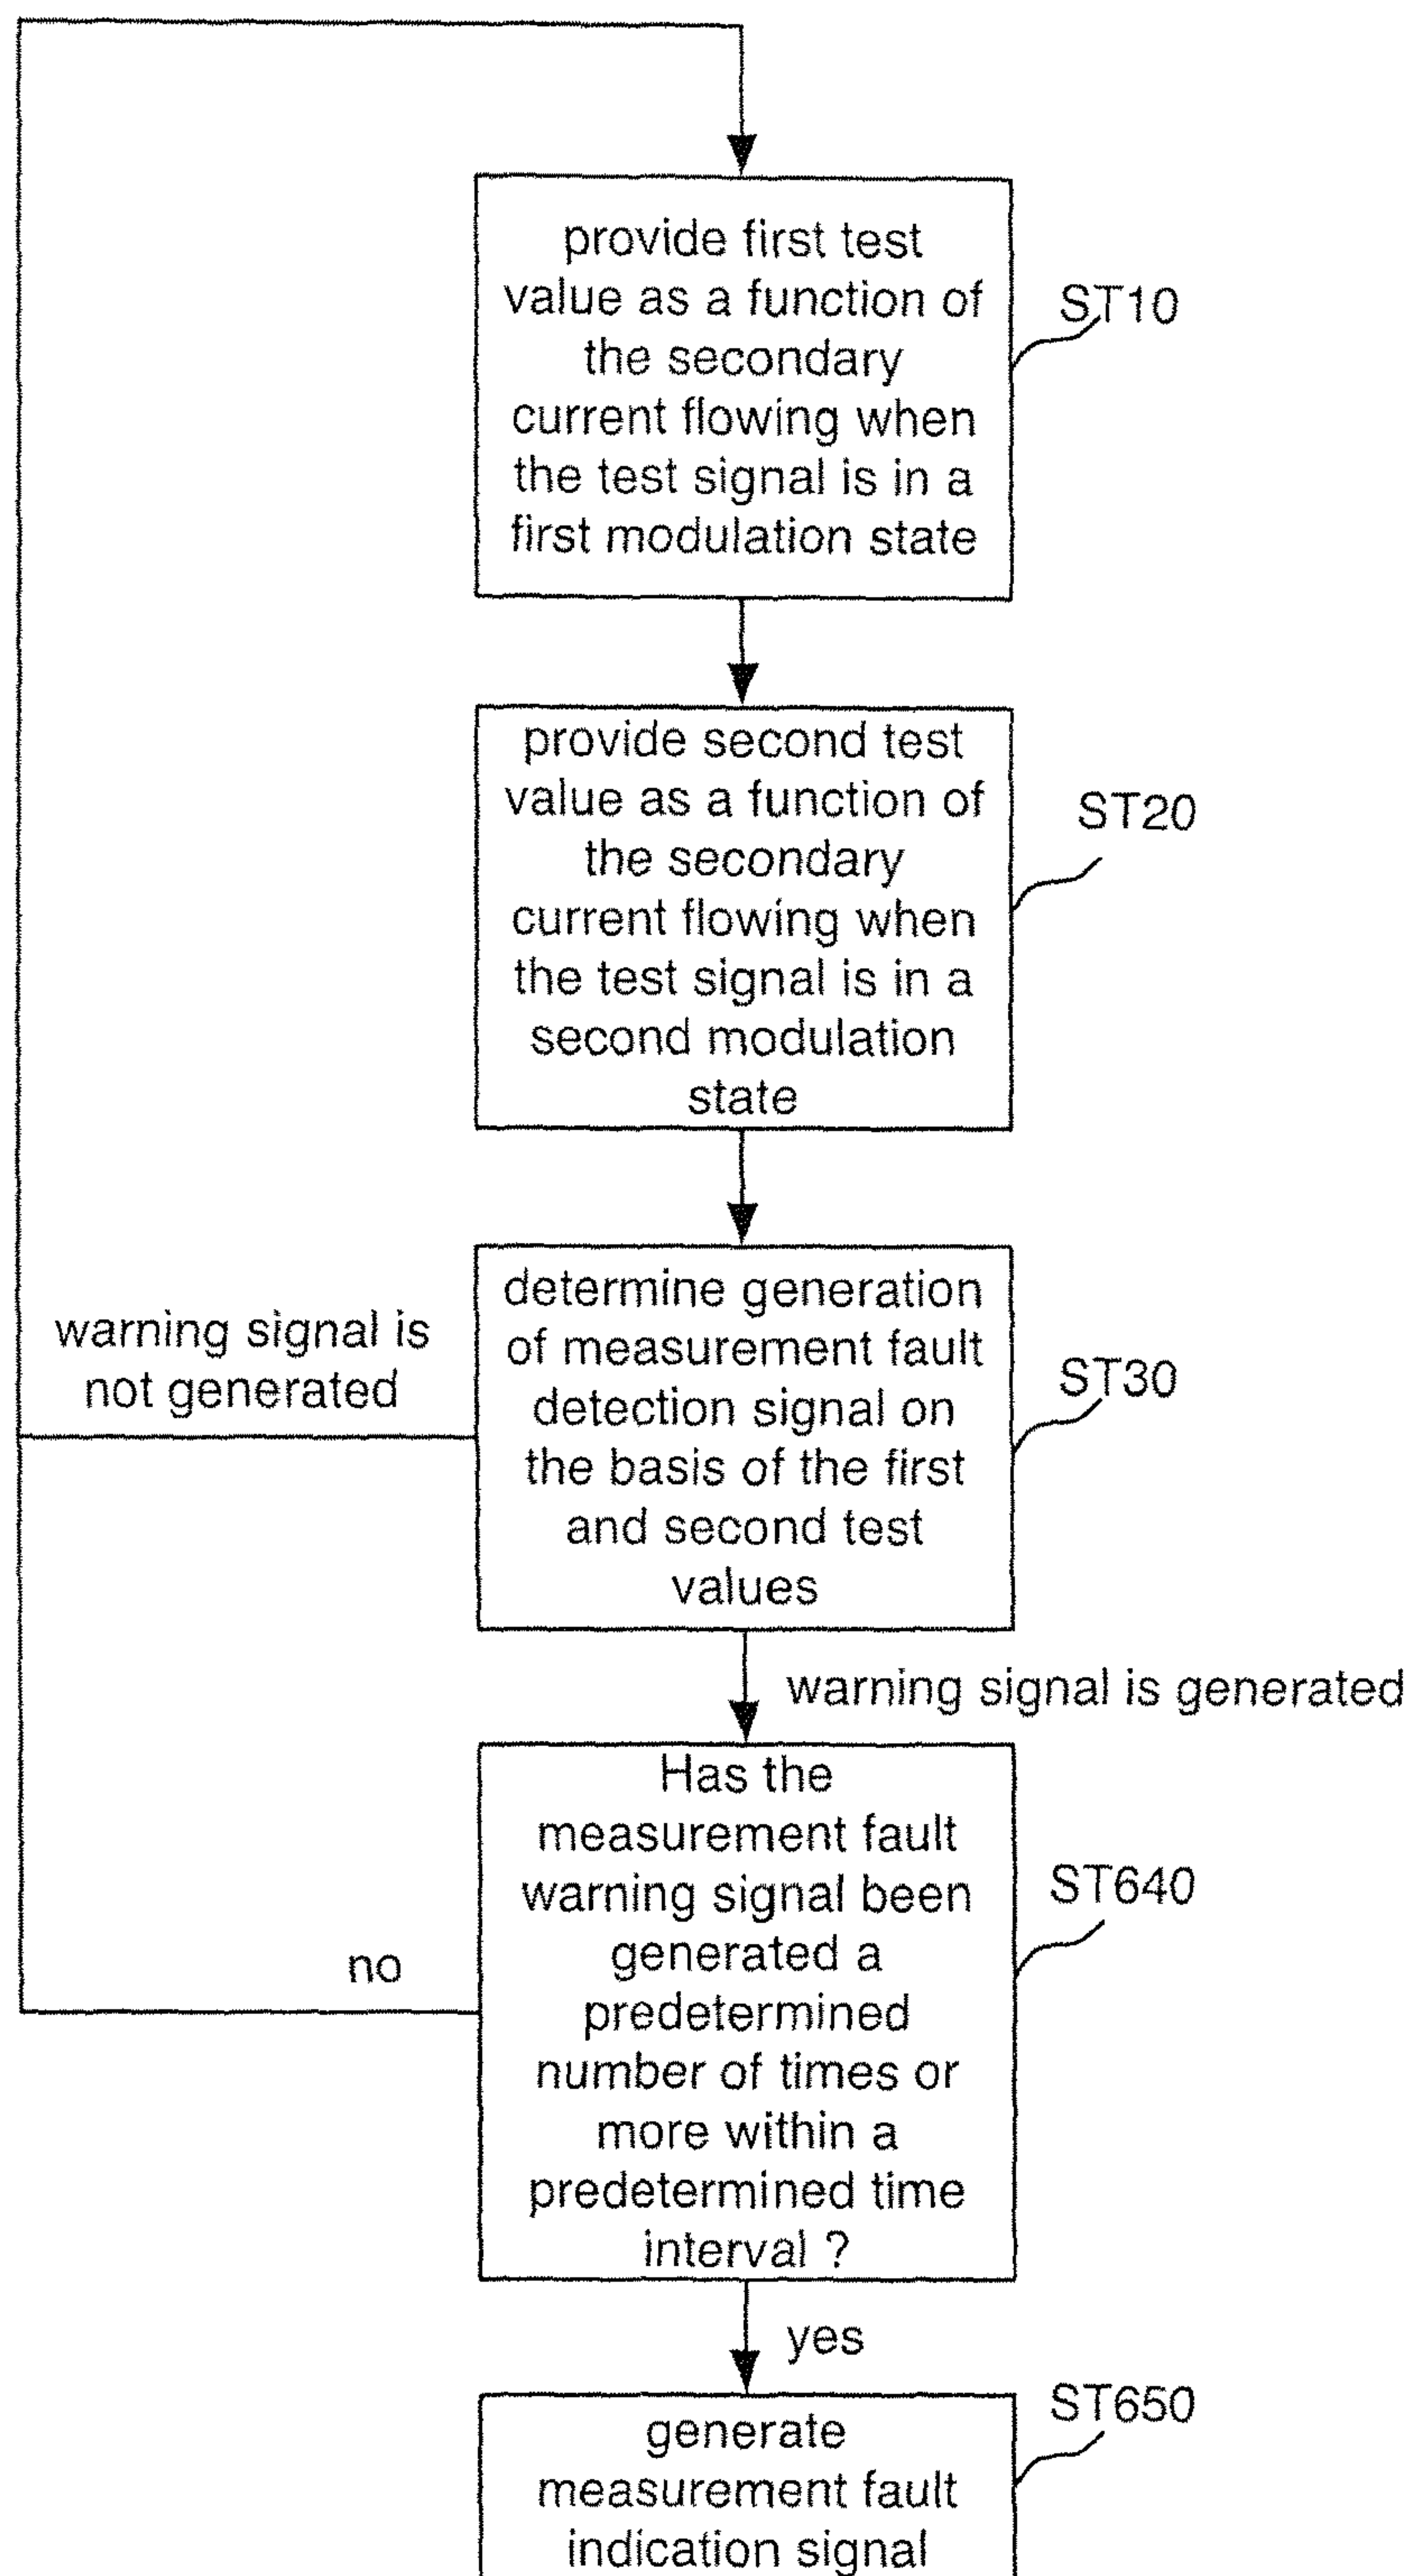 provide first test
value as a function of
the secondary
current flowing when
the test signal is in a
first modulation state
ST10
provide second test
value as a function of
the secondary
current flowing when
the test signal is in a
second modulation
state
ST20
determine generation
of measurement fault
detection signal on
the basis of the first
and second test
values
ST30
warning signal is
not generated
warning signal is generated
Has the
measurement fault
warning signal been
generated a
predetermined
number of times or
more within a
predetermined time
interval ?
ST640
no
yes
generate
measurement fault
indication signal
ST650